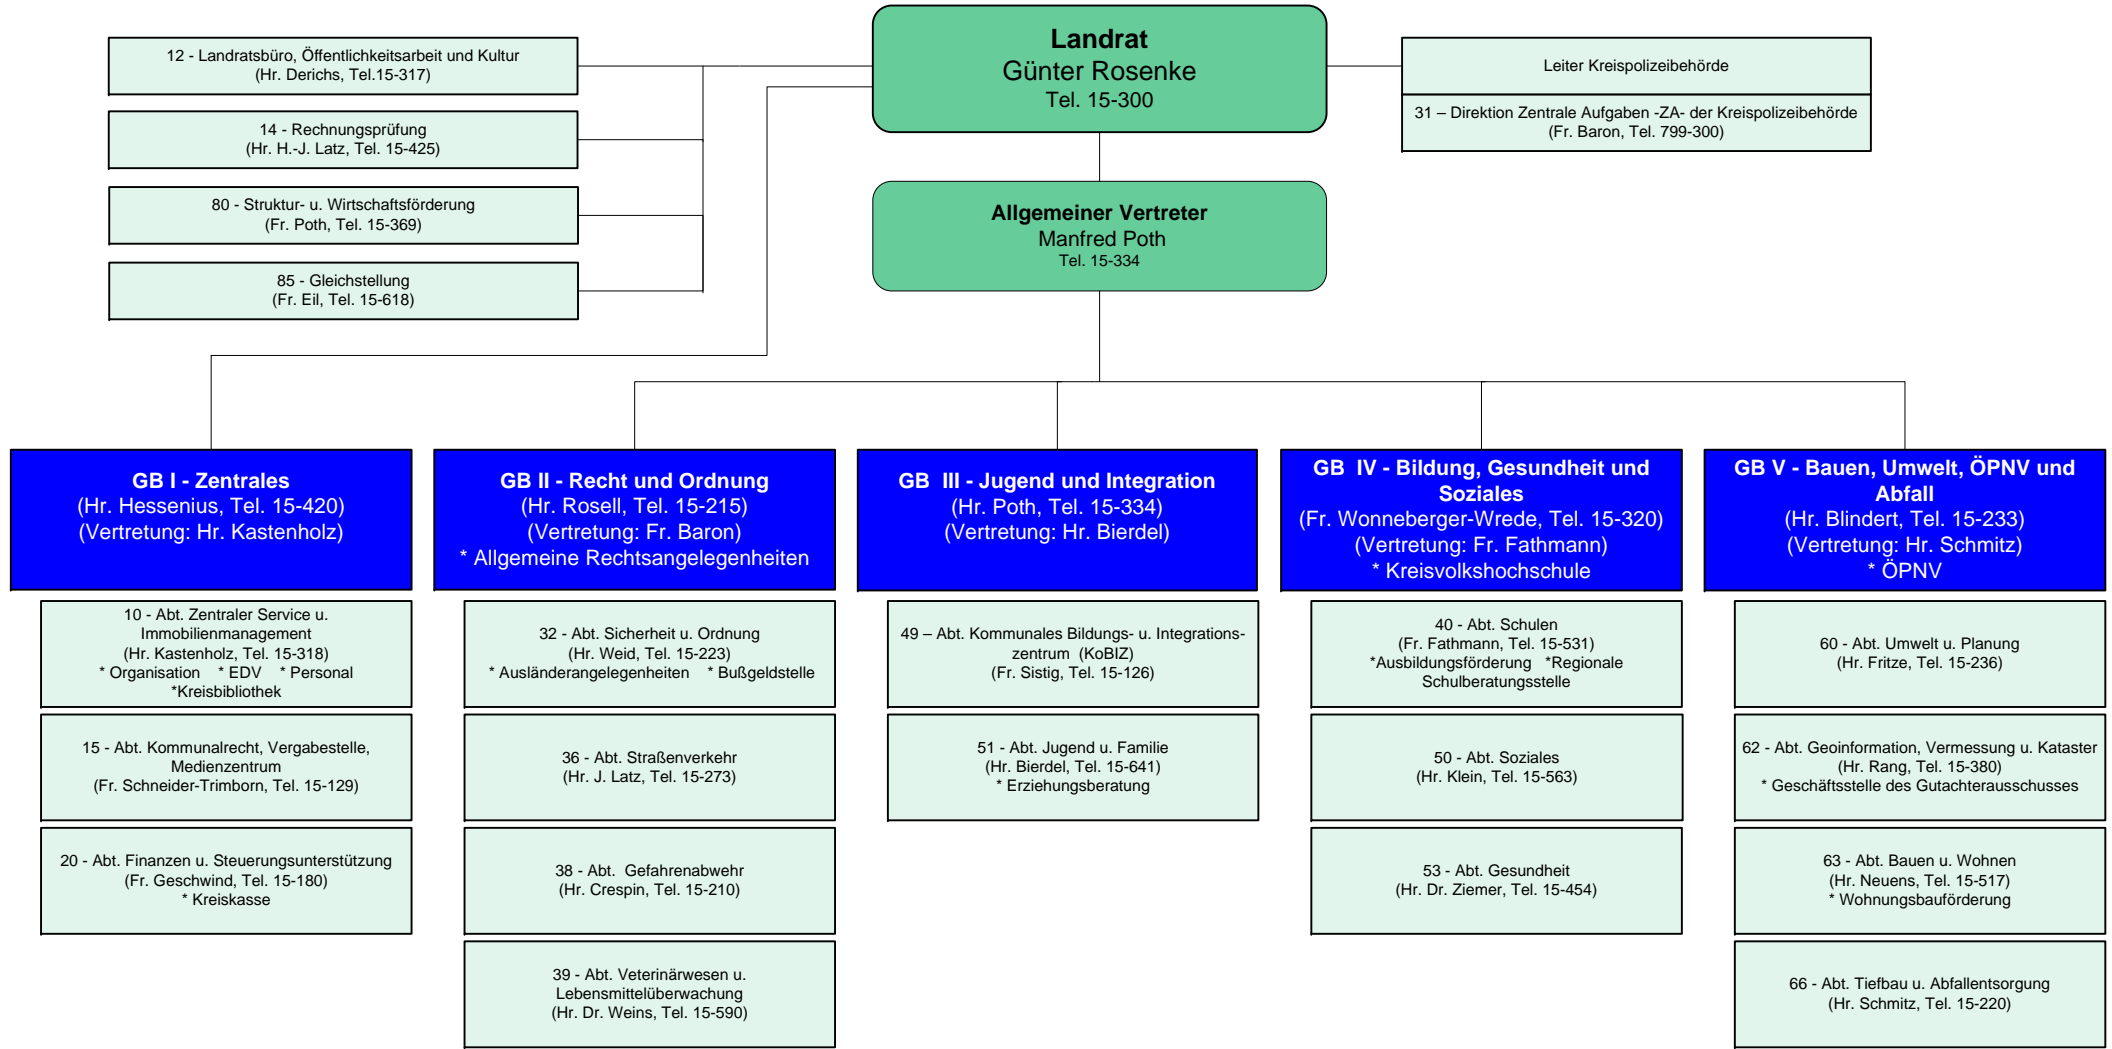 Landrat
Günter Rosenke
Tel. 15-300
12 - Landratsbüro, Öffentlichkeitsarbeit und Kultur
(Hr. Derichs, Tel.15-317)
14 - Rechnungsprüfung
(Hr. H.-J. Latz, Tel. 15-425)
80 - Struktur- u. Wirtschaftsförderung
(Fr. Poth, Tel. 15-369)
85 - Gleichstellung
(Fr. Eil, Tel. 15-618)
Leiter Kreispolizeibehörde
31 – Direktion Zentrale Aufgaben -ZA- der Kreispolizeibehörde
(Fr. Baron, Tel. 799-300)
Allgemeiner Vertreter
Manfred Poth
Tel. 15-334
GB I - Zentrales
(Hr. Hessenius, Tel. 15-420)
(Vertretung: Hr. Kastenholz)
10 - Abt. Zentraler Service u.
Immobilienmanagement
(Hr. Kastenholz, Tel. 15-318)
* Organisation * EDV * Personal
*Kreisbibliothek
15 - Abt. Kommunalrecht, Vergabestelle,
Medienzentrum
(Fr. Schneider-Trimborn, Tel. 15-129)
20 - Abt. Finanzen u. Steuerungsunterstützung
(Fr. Geschwind, Tel. 15-180)
* Kreiskasse
GB II - Recht und Ordnung
(Hr. Rosell, Tel. 15-215)
(Vertretung: Fr. Baron)
* Allgemeine Rechtsangelegenheiten
32 - Abt. Sicherheit u. Ordnung
(Hr. Weid, Tel. 15-223)
* Ausländerangelegenheiten * Bußgeldstelle
36 - Abt. Straßenverkehr
(Hr. J. Latz, Tel. 15-273)
38 - Abt. Gefahrenabwehr
(Hr. Crespin, Tel. 15-210)
39 - Abt. Veterinärwesen u.
Lebensmittelüberwachung
(Hr. Dr. Weins, Tel. 15-590)
GB III - Jugend und Integration
(Hr. Poth, Tel. 15-334)
(Vertretung: Hr. Bierdel)
49 – Abt. Kommunales Bildungs- u. Integrations-
zentrum (KoBIZ)
(Fr. Sistig, Tel. 15-126)
51 - Abt. Jugend u. Familie
(Hr. Bierdel, Tel. 15-641)
* Erziehungsberatung
GB IV - Bildung, Gesundheit und
Soziales
(Fr. Wonneberger-Wrede, Tel. 15-320)
(Vertretung: Fr. Fathmann)
* Kreisvolkshochschule
40 - Abt. Schulen
(Fr. Fathmann, Tel. 15-531)
*Ausbildungsförderung *Regionale
Schulberatungsstelle
50 - Abt. Soziales
(Hr. Klein, Tel. 15-563)
53 - Abt. Gesundheit
(Hr. Dr. Ziemer, Tel. 15-454)
GB V - Bauen, Umwelt, ÖPNV und
Abfall
(Hr. Blindert, Tel. 15-233)
(Vertretung: Hr. Schmitz)
* ÖPNV
60 - Abt. Umwelt u. Planung
(Hr. Fritze, Tel. 15-236)
62 - Abt. Geoinformation, Vermessung u. Kataster
(Hr. Rang, Tel. 15-380)
* Geschäftsstelle des Gutachterausschusses
63 - Abt. Bauen u. Wohnen
(Hr. Neuens, Tel. 15-517)
* Wohnungsbauförderung
66 - Abt. Tiefbau u. Abfallentsorgung
(Hr. Schmitz, Tel. 15-220)